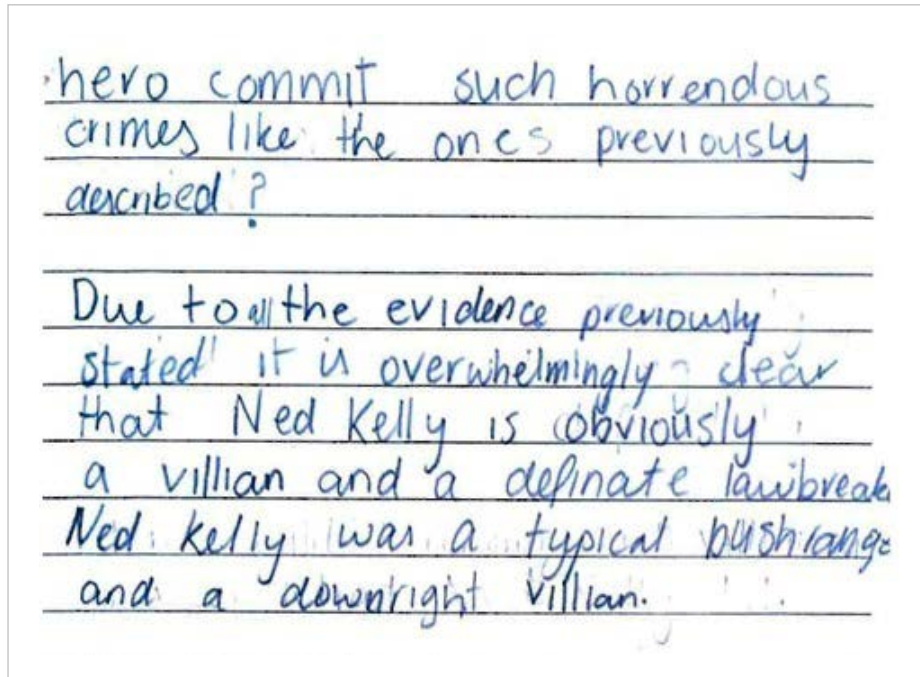 hero commit such horrendous
crimes like the ones previously
described?
Due to all the evidence previously
stated it is overwhelmingly clear
that Ned Kelly is obviously
a villian and a definate lawbreake
Ned Kelly was a typical bushrange
and a downright villian.